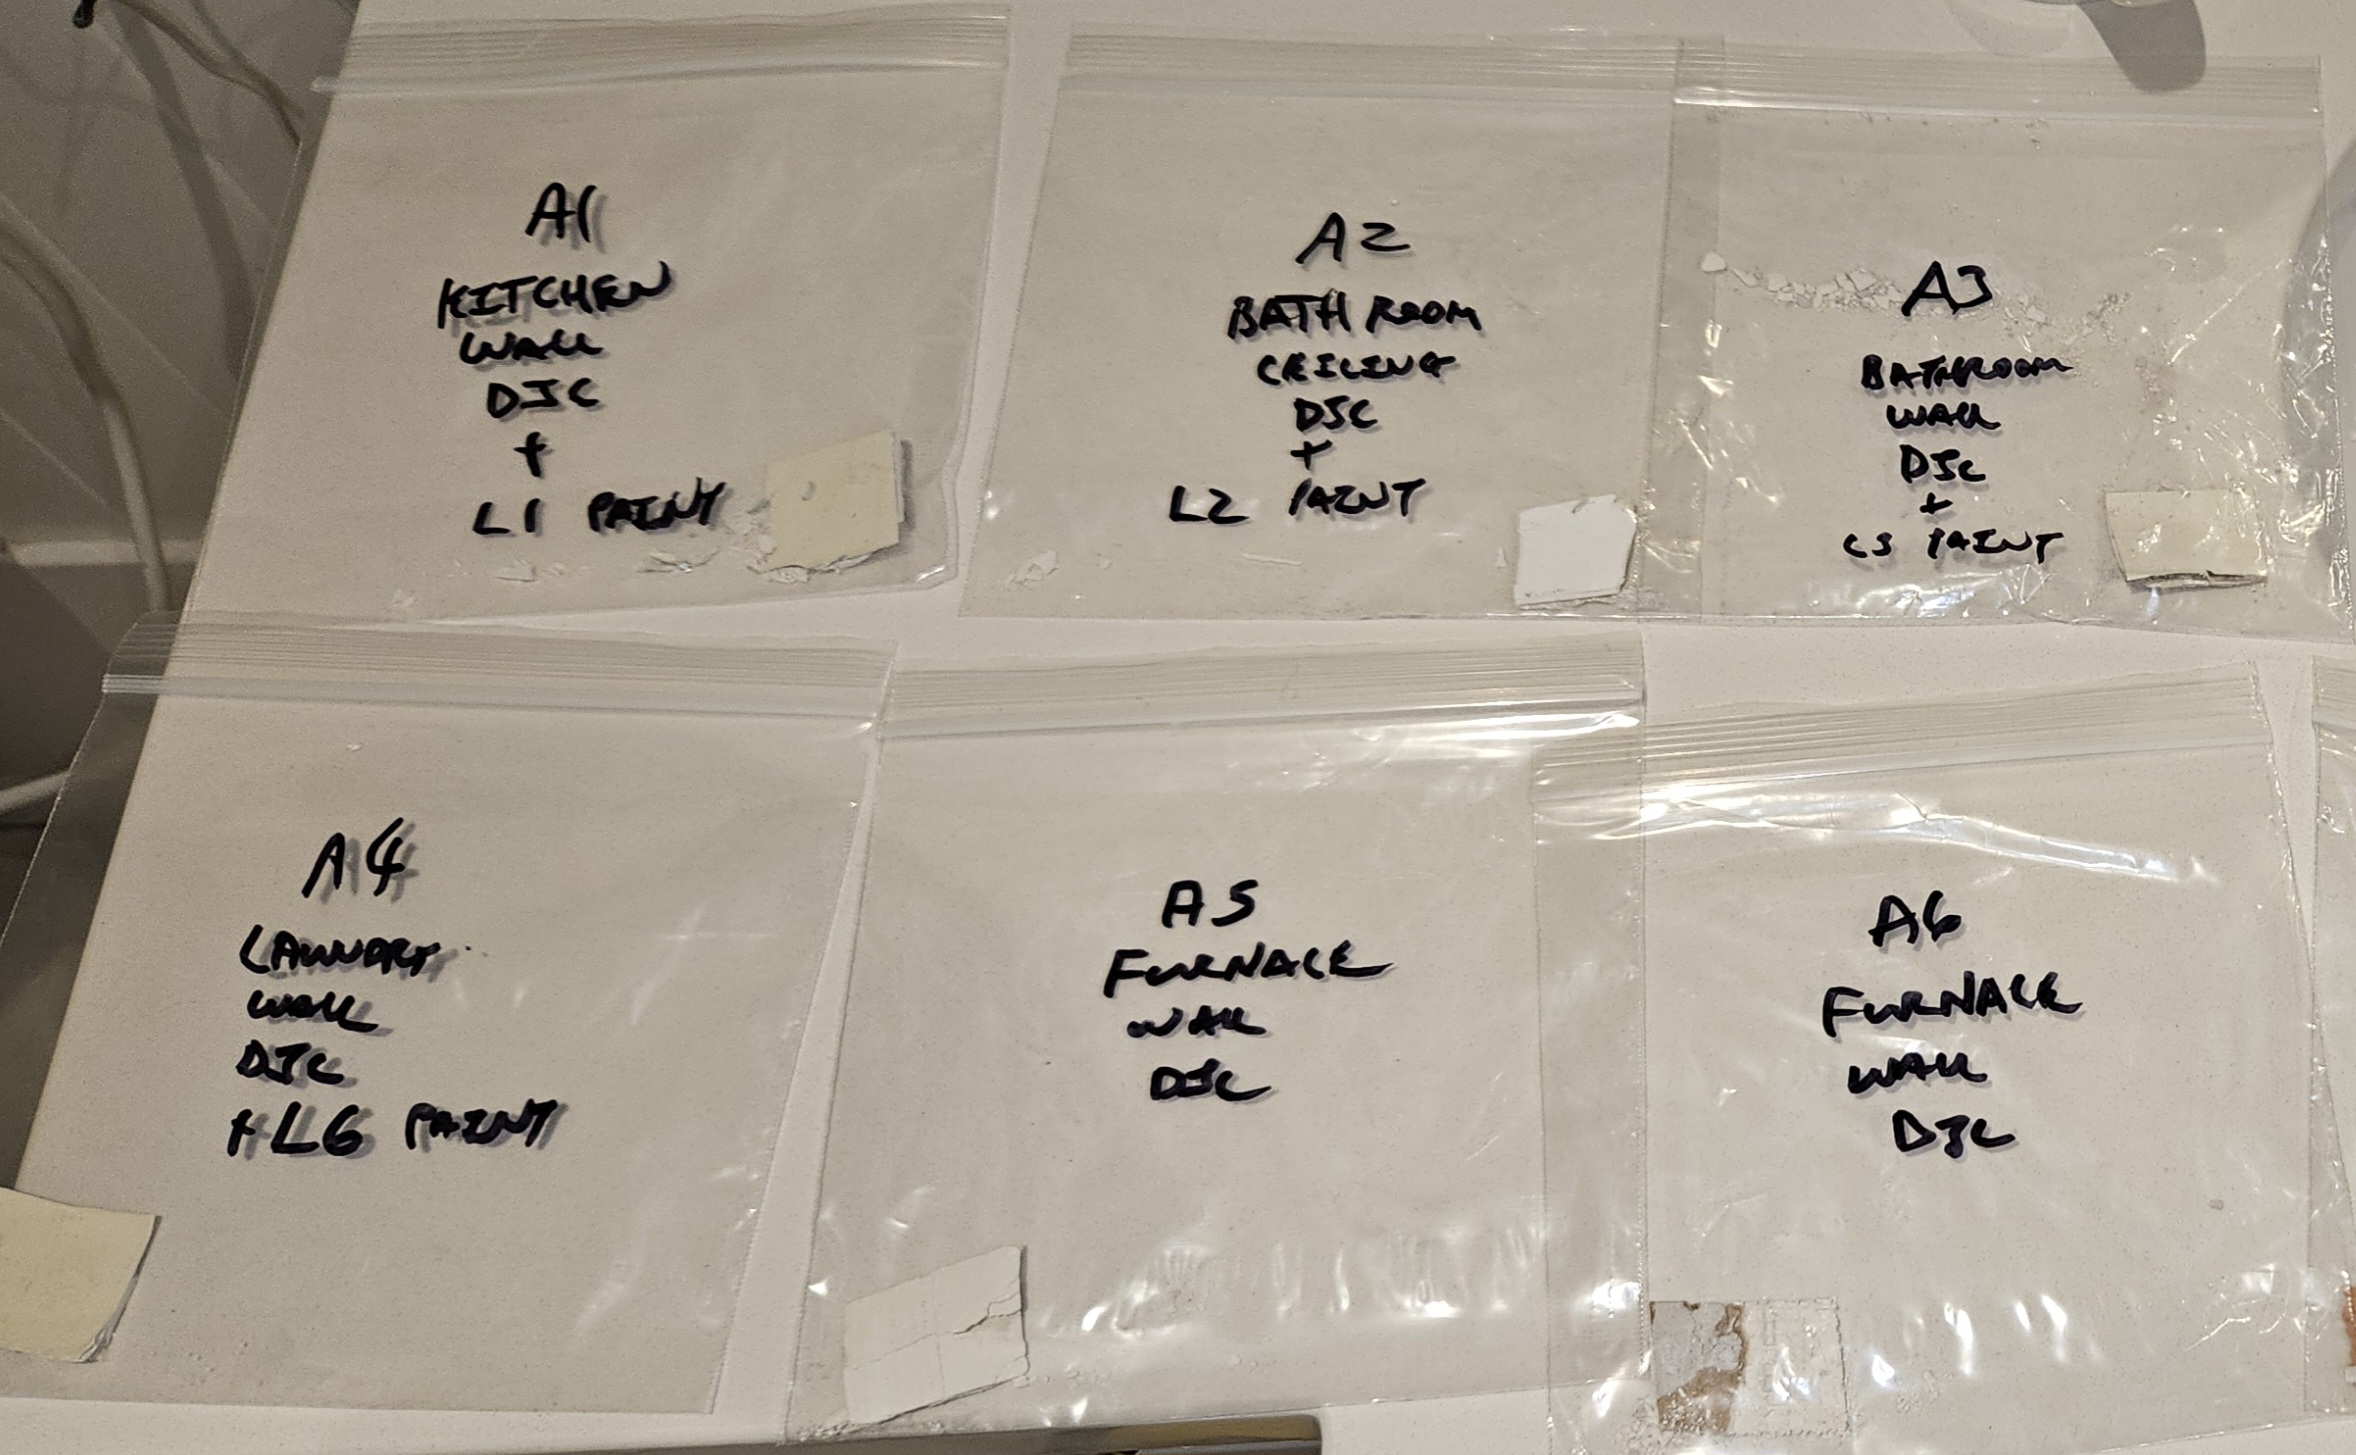 A1
KITCHEN
WALL
DJC
+
L1 PAINT
A2
BATHROOM
CEILING
DJC
+
L2 PAINT
A3
BATHROOM
WALL
DJC
+
L3 PAINT
A4
LAUNDRY
WALL
DJC
+ L6 PAINT
A5
FURNACE
WALL
DJC
A6
FURNACE
WALL
DJC